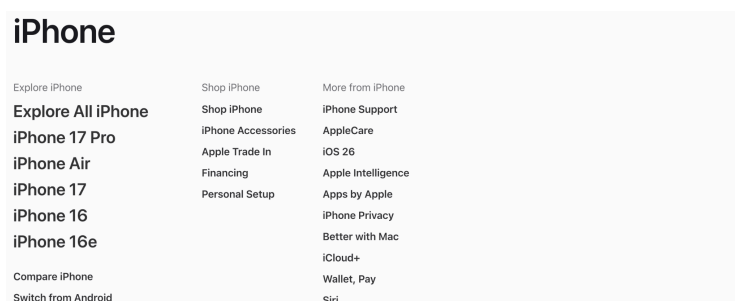 iPhone
Explore iPhone
Explore All iPhone
iPhone 17 Pro
iPhone Air
iPhone 17
iPhone 16
iPhone 16e
Compare iPhone
Switch from Android
Shop iPhone
Shop iPhone
iPhone Accessories
Apple Trade In
Financing
Personal Setup
More from iPhone
iPhone Support
AppleCare
iOS 26
Apple Intelligence
Apps by Apple
iPhone Privacy
Better with Mac
iCloud+
Wallet, Pay
Siri